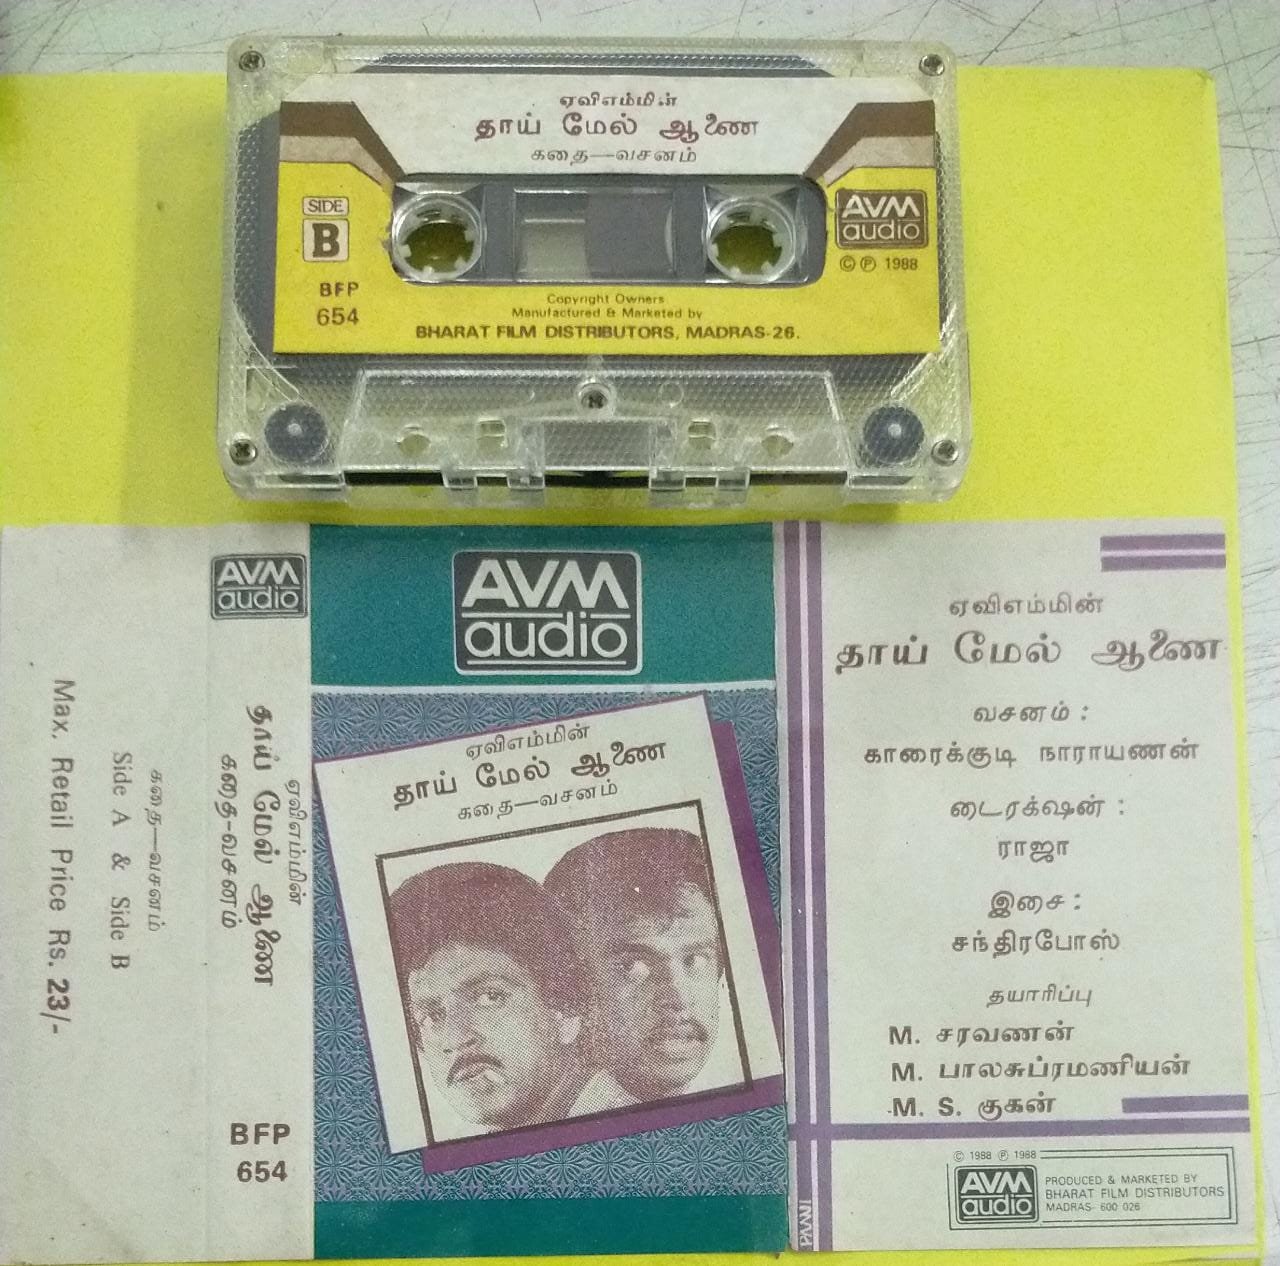 ஏவிஎம்மின்
தாய் மேல் ஆணை
கதை—வசனம்
SIDE
B
BFP
654
AVM
audio
© ℗ 1988
Copyright Owners
Manufactured & Marketed by
BHARAT FILM DISTRIBUTORS, MADRAS-26.
Max. Retail Price Rs. 23/-
Side A & Side B
கதை—வசனம்
AVM
audio
ஏவிஎம்மின்
தாய் மேல் ஆணை
கதை-வசனம்
BFP
654
AVM
audio
ஏவிஎம்மின்
தாய் மேல் ஆணை
கதை—வசனம்
ஏவிஎம்மின்
தாய் மேல் ஆணை
வசனம் :
காரைக்குடி நாராயணன்
டைரக்ஷன் :
ராஜா
இசை :
சந்திரபோஸ்
தயாரிப்பு
M. சரவணன்
M. பாலசுப்ரமணியன்
M. S. குகன்
© 1988 ℗ 1988
AVM
audio
PRODUCED & MARKETED BY
BHARAT FILM DISTRIBUTORS
MADRAS- 600 026